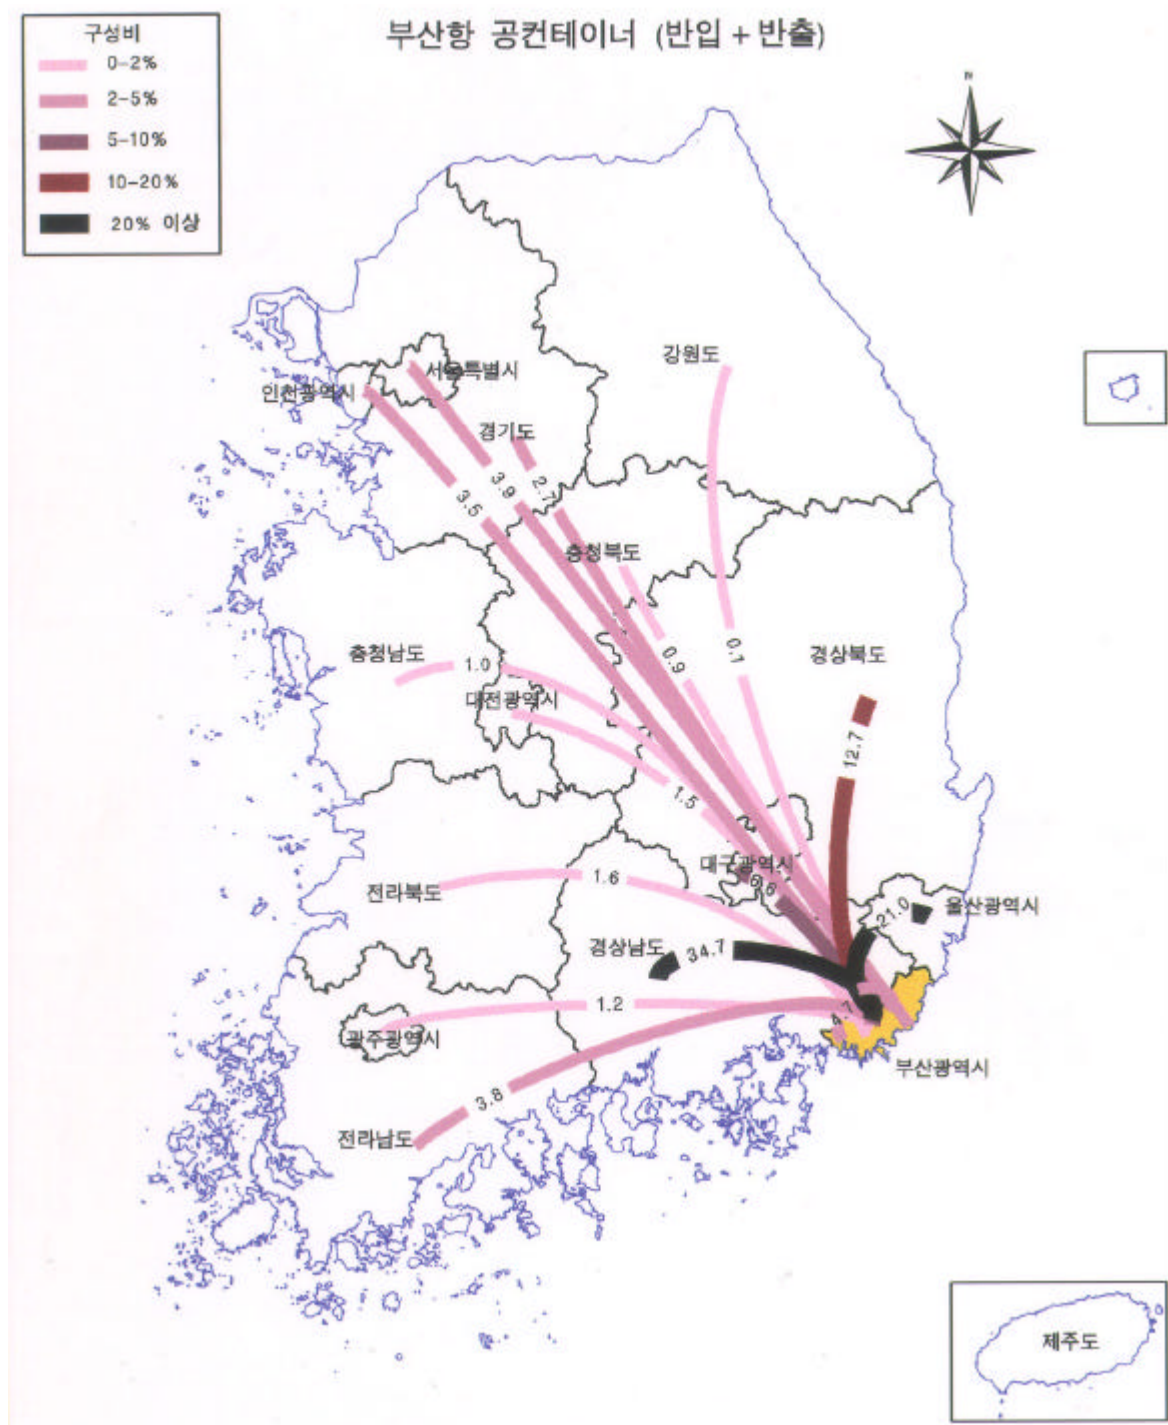 부산항 공컨테이너 (반입 + 반출)
구성비
0-2%
2-5%
5-10%
10-20%
20% 이상
N
강원도
서울특별시
인천광역시
경기도
2.7
3.9
3.5
충청북도
0.1
0.9
충청남도
경상북도
1.0
대전광역시
12.7
1.5
대구광역시
6.6
1.6
전라북도
21.0
울산광역시
경상남도
34.7
1.2
4.7
광주광역시
부산광역시
3.8
전라남도
제주도